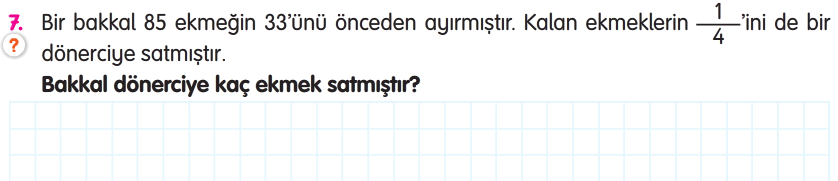 7. Bir bakkal 85 ekmeğin 33'ünü önceden ayırmıştır. Kalan ekmeklerin 1/4'ini de bir
? dönerciye satmıştır.
Bakkal dönerciye kaç ekmek satmıştır?